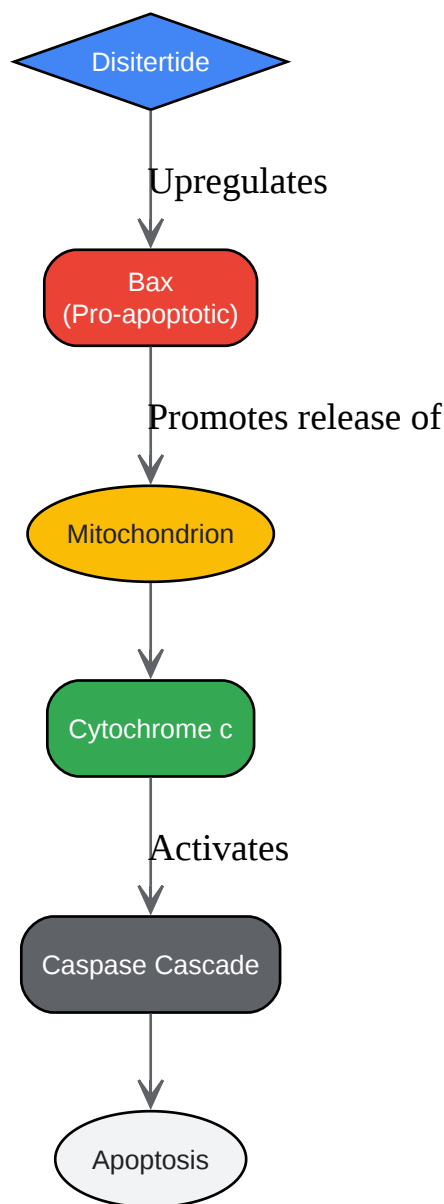 Disitertide
Upregulates
Bax
(Pro-apoptotic)
Promotes release of
Mitochondrion
Cytochrome c
Activates
Caspase Cascade
Apoptosis